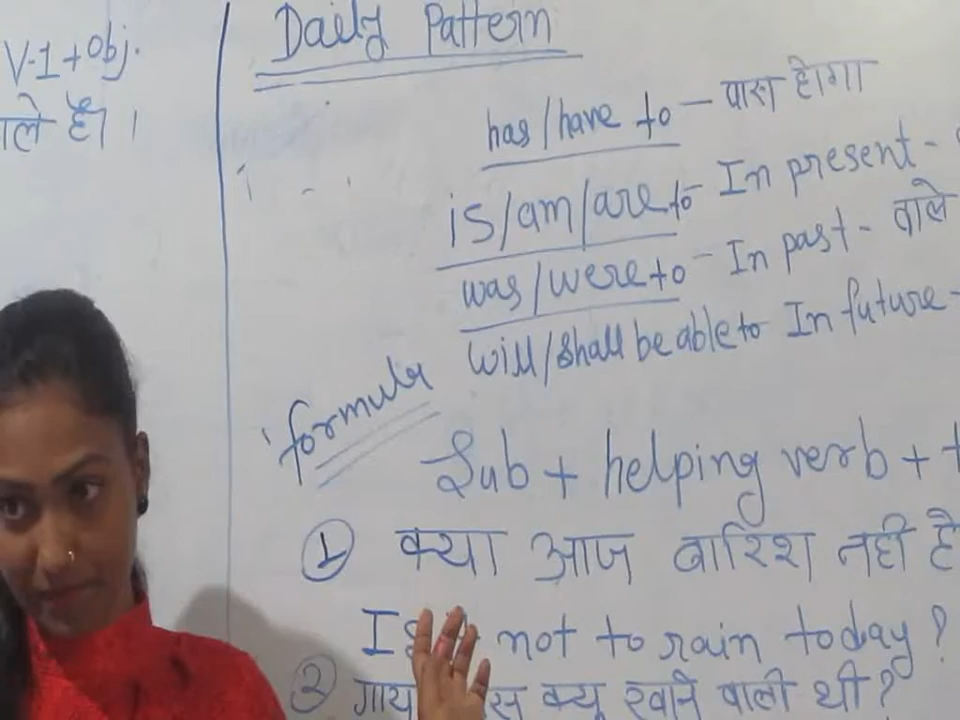 V-1 + Obj.
वाले है।
Daily Pattern
has/have to — पास होगा
is/am/are to - In present -
was/were to - In past - वाले
will/shall be able to In future -
formula
Sub + helping verb + t
① क्या आज बारिश नही है
Is not to rain today?
② गाय स क्यू खाने वाली थी?